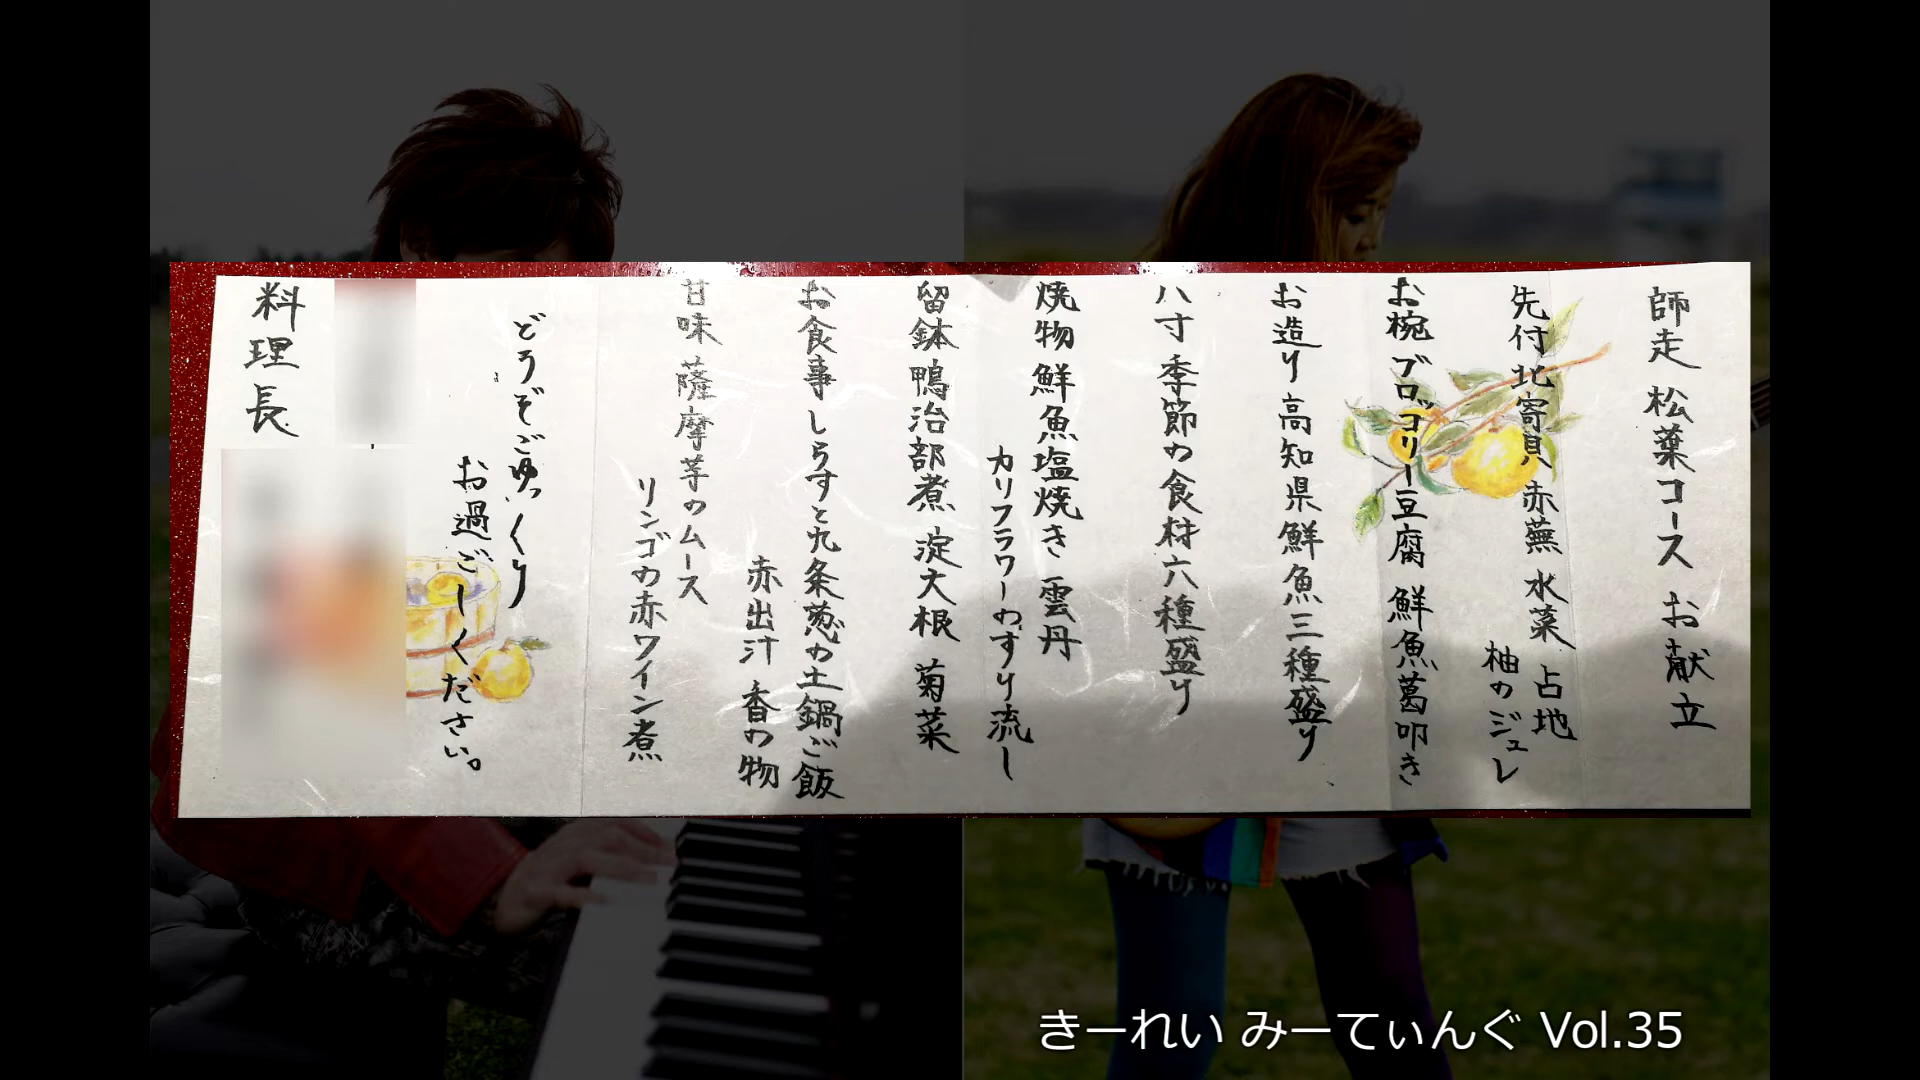 師走 松葉コース お献立
先付 北寄貝 赤蕪 水菜 占地
柚のジュレ
お椀 ブロッコリー豆腐 鮮魚葛叩き
お造り 高知県鮮魚三種盛り
八寸 季節の食材六種盛り
焼物 鮮魚塩焼き 雲丹
カリフラワーのすり流し
留鉢 鴨治部煮 淀大根 菊菜
お食事 しらすと九条葱の土鍋ご飯
赤出汁 香の物
甘味 薩摩芋のムース
リンゴの赤ワイン煮
どうぞごゆっくり
お過ごしください。
料理長
きーれい みーてぃんぐ Vol.35